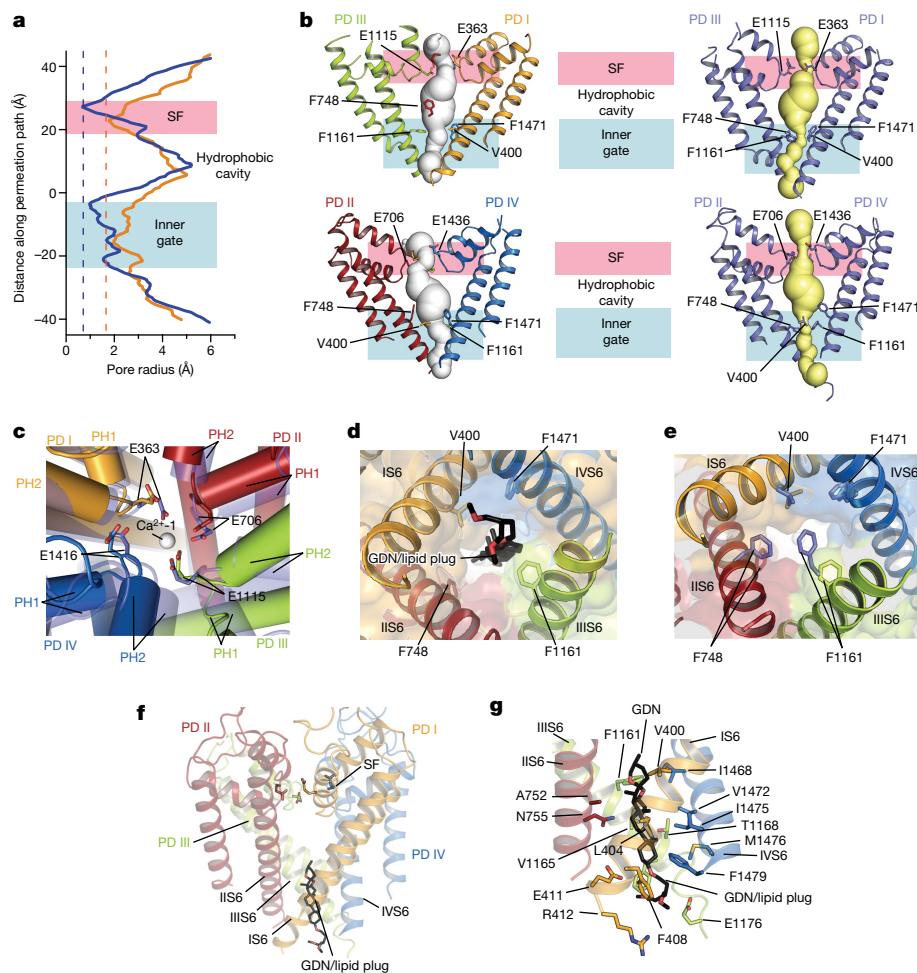 a
Distance along permeation path (Å)
40
20
0
−20
−40
SF
Hydrophobic
cavity
Inner
gate
0 2 4 6
Pore radius (Å)
b
PD III
PD I
E1115
E363
F748
F1161
F1471
V400
SF
Hydrophobic
cavity
Inner
gate
PD III
PD I
E1115
E363
F748
F1161
F1471
V400
PD II
PD IV
E706
E1436
F748
V400
F1471
F1161
SF
Hydrophobic
cavity
Inner
gate
PD II
PD IV
E706
E1436
F748
F1471
F1161
V400
c
PD I
PH1
E363
PH2
PD II
PH2
PH1
Ca²⁺-1
E706
E1416
PH2
E1115
PH1
PD IV
PH2
PH1
PD III
d
V400
F1471
IS6
IVS6
GDN/lipid plug
IIS6
IIIS6
F748
F1161
e
V400
F1471
IS6
IVS6
IIS6
IIIS6
F748
F1161
f
PD II
PD I
SF
PD III
PD IV
IIS6
IIIS6
IS6
IVS6
GDN/lipid plug
g
GDN
IIIS6
F1161
V400
IS6
IIS6
I1468
A752
V1472
N755
I1475
T1168
L404
M1476
V1165
IVS6
F1479
E411
GDN/lipid plug
R412
F408
E1176